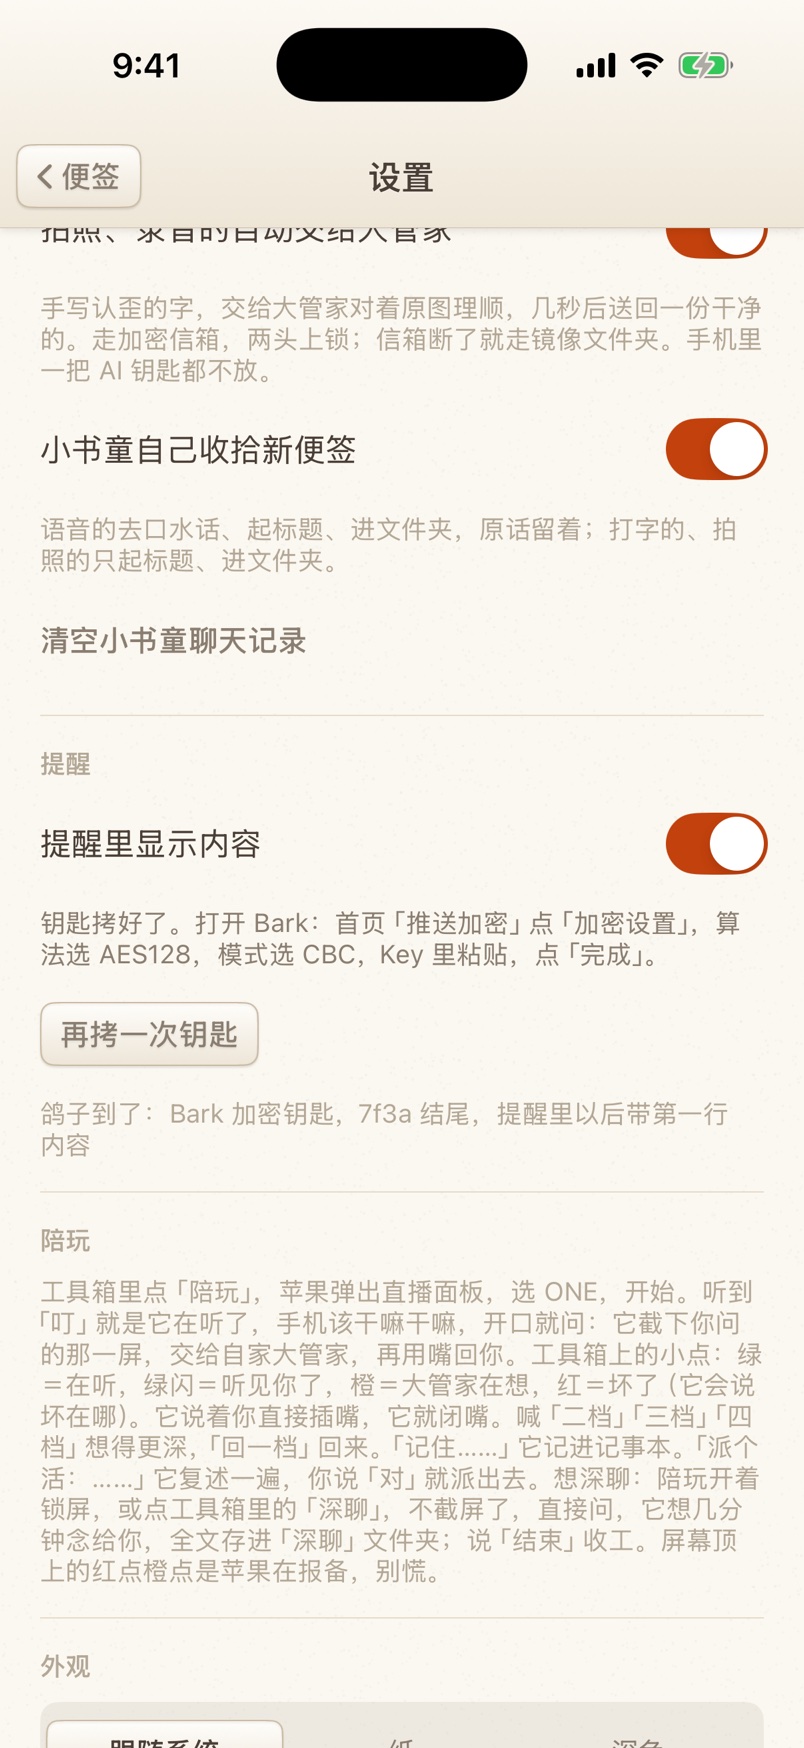 9:41
便签
设置
拍照、录音的自动交给大管家
手写认歪的字，交给大管家对着原图理顺，几秒后送回一份干净
的。走加密信箱，两头上锁；信箱断了就走镜像文件夹。手机里
一把 AI 钥匙都不放。
小书童自己收拾新便签
语音的去口水话、起标题、进文件夹，原话留着；打字的、拍
照的只起标题、进文件夹。
清空小书童聊天记录
提醒
提醒里显示内容
钥匙拷好了。打开 Bark：首页「推送加密」点「加密设置」，算
法选 AES128，模式选 CBC，Key 里粘贴，点「完成」。
再拷一次钥匙
鸽子到了：Bark 加密钥匙，7f3a 结尾，提醒里以后带第一行
内容
陪玩
工具箱里点「陪玩」，苹果弹出直播面板，选 ONE，开始。听到
「叮」就是它在听了，手机该干嘛干嘛，开口就问：它截下你问
的那一屏，交给自家大管家，再用嘴回你。工具箱上的小点：绿
＝在听，绿闪＝听见你了，橙＝大管家在想，红＝坏了（它会说
坏在哪）。它说着你直接插嘴，它就闭嘴。喊「二档」「三档」「四
档」想得更深，「回一档」回来。「记住……」它记进记事本。「派个
活：……」它复述一遍，你说「对」就派出去。想深聊：陪玩开着
锁屏，或点工具箱里的「深聊」，不截屏了，直接问，它想几分
钟念给你，全文存进「深聊」文件夹；说「结束」收工。屏幕顶
上的红点橙点是苹果在报备，别慌。
外观
跟随系统
纸
深色